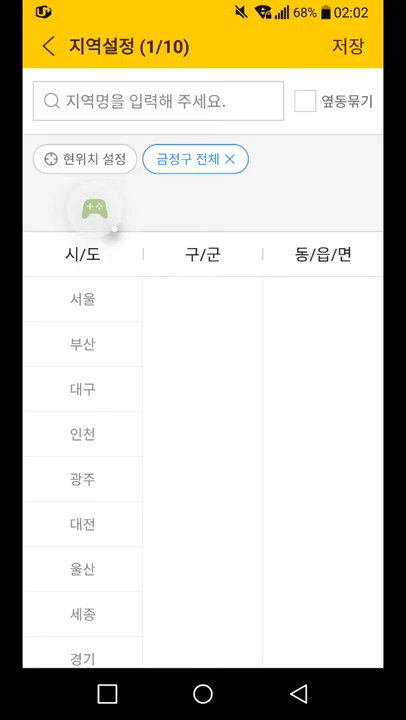 68% 02:02
지역설정 (1/10) 저장
지역명을 입력해 주세요. 옆동묶기
현위치 설정 금정구 전체
시/도 구/군 동/읍/면
서울
부산
대구
인천
광주
대전
울산
세종
경기